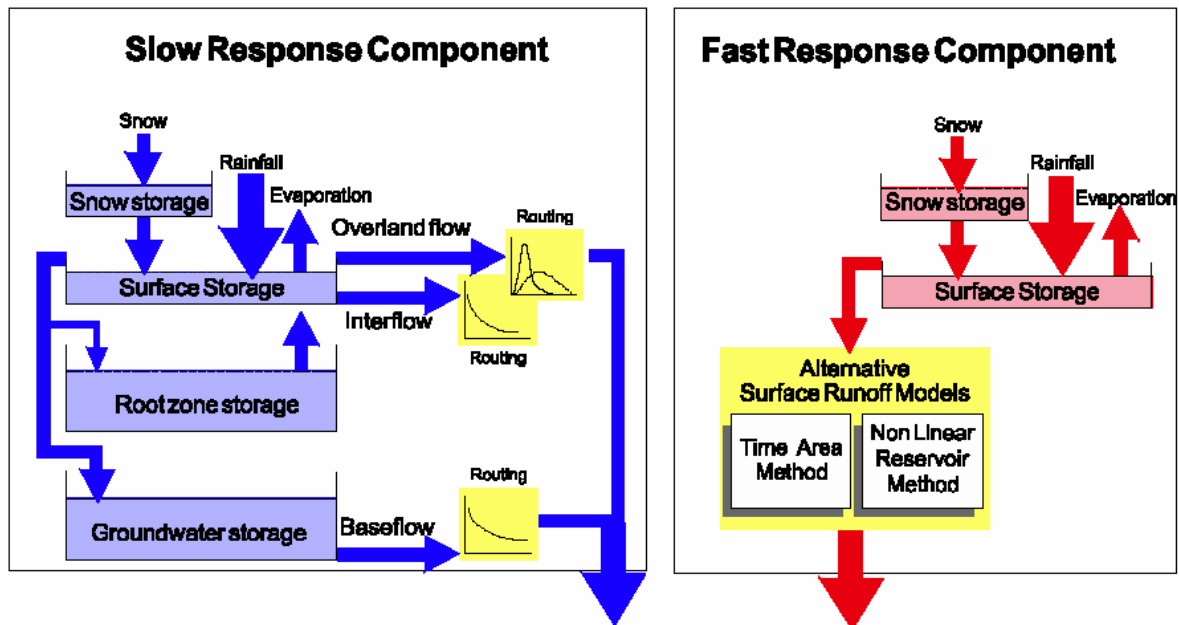 Slow Response Component
Snow
Rainfall
Snow storage
Evaporation
Overland flow
Routing
Surface Storage
Interflow
Routing
Root zone storage
Routing
Groundwater storage
Baseflow
Fast Response Component
Snow
Rainfall
Snow storage
Evaporation
Surface Storage
Alternative
Surface Runoff Models
Time Area
Method
Non Linear
Reservoir
Method